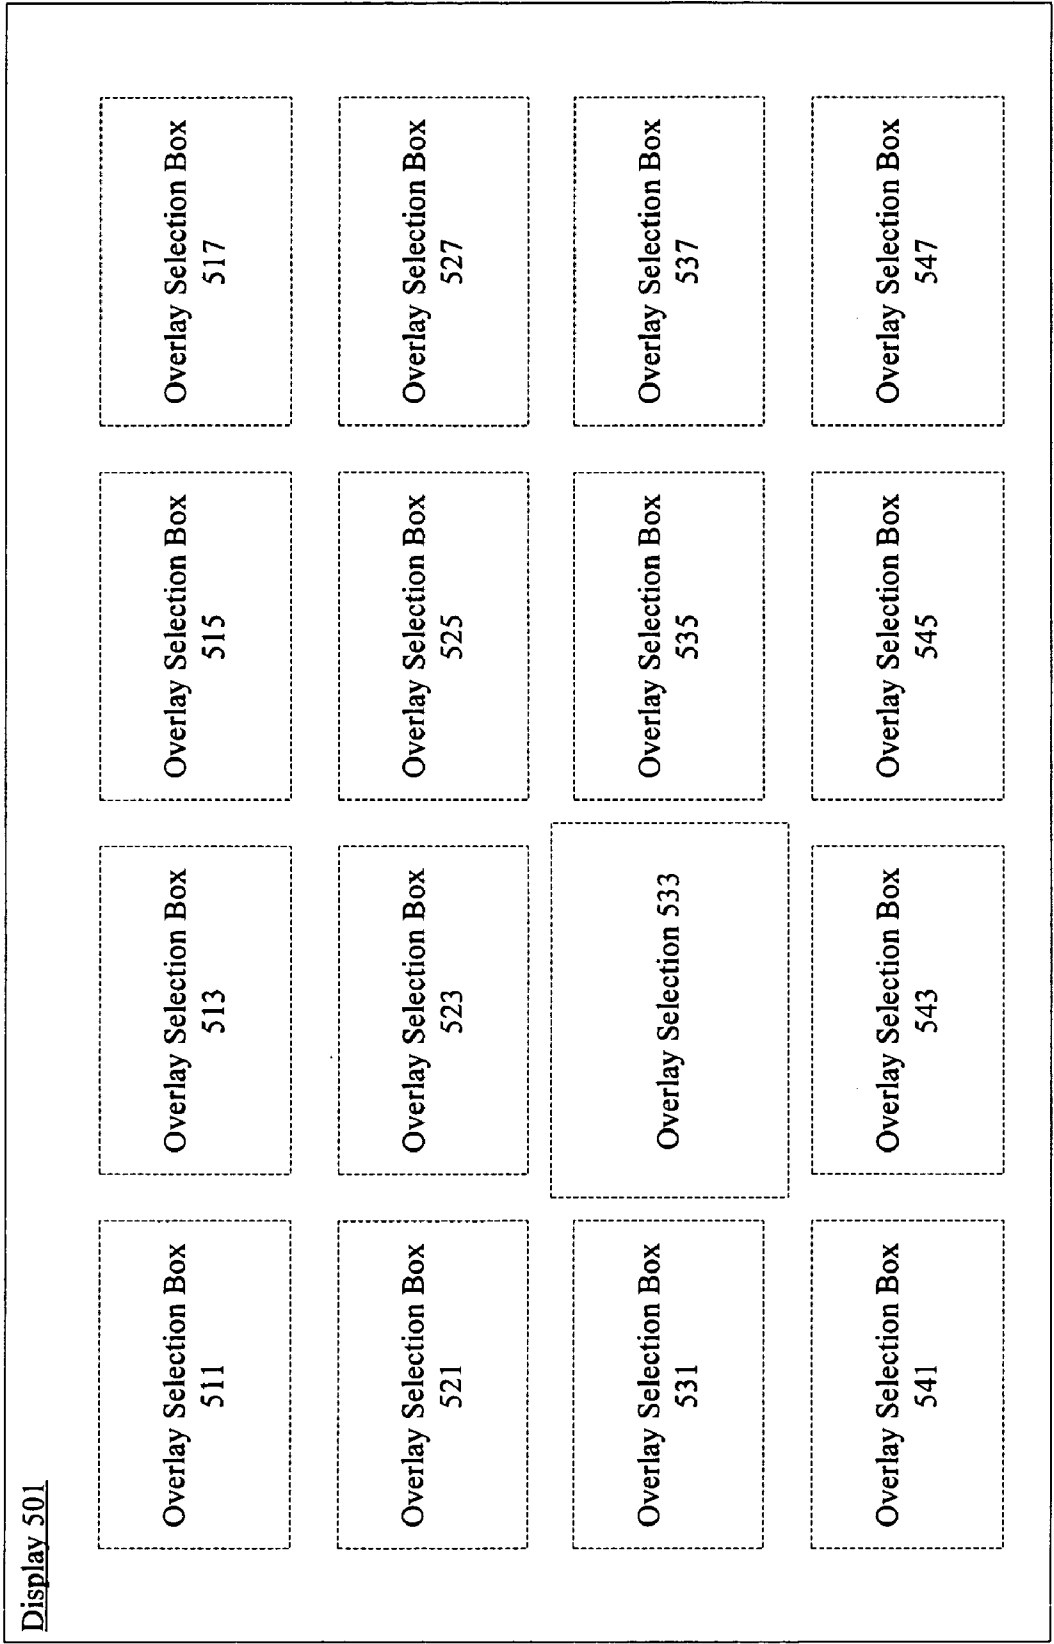 Display 501
Overlay Selection Box
511
Overlay Selection Box
513
Overlay Selection Box
515
Overlay Selection Box
517
Overlay Selection Box
521
Overlay Selection Box
523
Overlay Selection Box
525
Overlay Selection Box
527
Overlay Selection Box
531
Overlay Selection 533
Overlay Selection Box
535
Overlay Selection Box
537
Overlay Selection Box
541
Overlay Selection Box
543
Overlay Selection Box
545
Overlay Selection Box
547